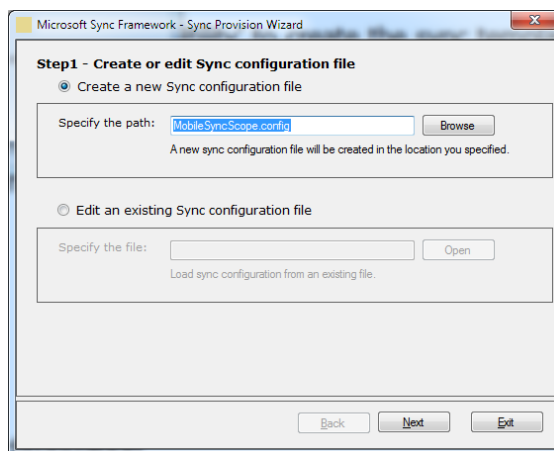 Microsoft Sync Framework - Sync Provision Wizard
Step1 - Create or edit Sync configuration file
Create a new Sync configuration file
Specify the path: MobileSyncScope.config Browse
A new sync configuration file will be created in the location you specified.
Edit an existing Sync configuration file
Specify the file: Open
Load sync configuration from an existing file.
Back Next Exit